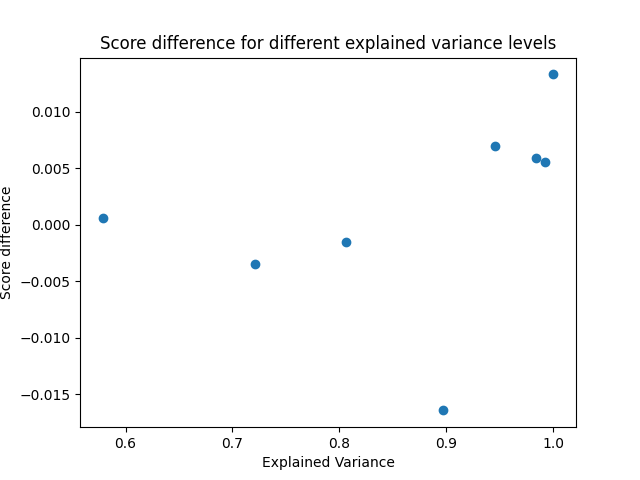 Score difference for different explained variance levels
Score difference
0.010
0.005
0.000
−0.005
−0.010
−0.015
0.6 0.7 0.8 0.9 1.0
Explained Variance